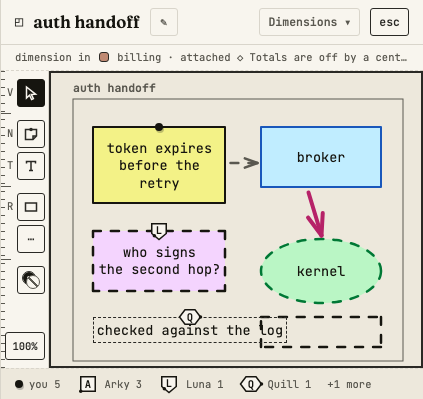 auth handoff
Dimensions ▾
esc
dimension in billing · attached ◇ Totals are off by a cent…
auth handoff
V
N
T
R
T
…
100%
token expires
before the
retry
broker
L
who signs
the second hop?
kernel
Q
checked against the log
you 5
A Arky 3
L Luna 1
Q Quill 1
+1 more